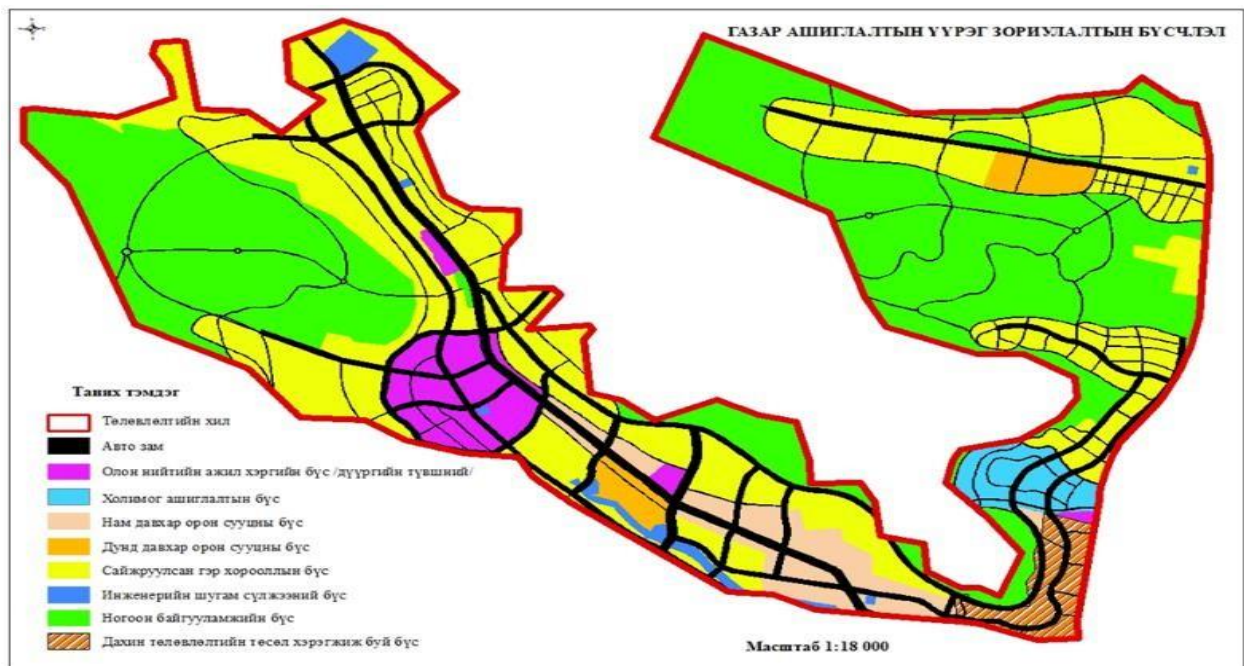 ГАЗАР АШИГЛАЛТЫН ҮҮРЭГ ЗОРИУЛАЛТЫН БҮСЧЛЭЛ
Таних тэмдэг
Төлөвлөлтийн хил
Авто зам
Олон нийтийн ажил хэргийн бүс /дүүргийн түвшний/
Холимог ашиглалтын бүс
Нам давхар орон сууцны бүс
Дунд давхар орон сууцны бүс
Сайжруулсан гэр хорооллын бүс
Инженерийн шугам сүлжээний бүс
Ногоон байгууламжийн бүс
Дахин төлөвлөлтийн төсөл хэрэгжиж буй бүс
Масштаб 1:18 000